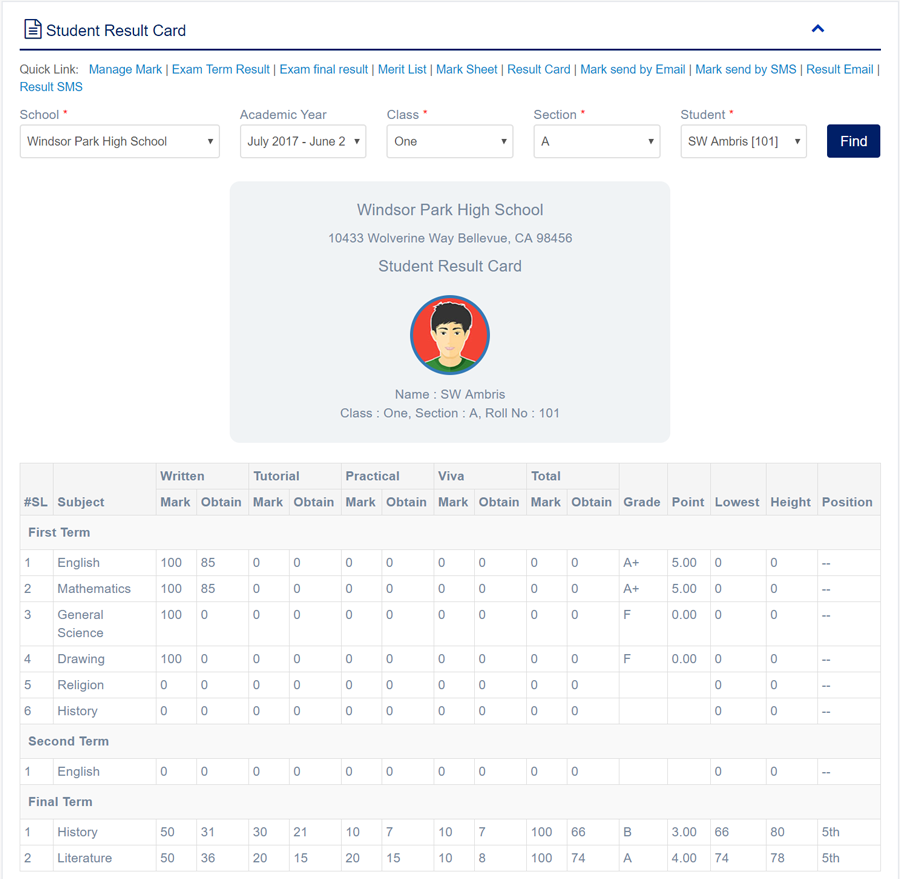 Student Result Card
Quick Link: Manage Mark | Exam Term Result | Exam final result | Merit List | Mark Sheet | Result Card | Mark send by Email | Mark send by SMS | Result Email |
Result SMS
School * Academic Year Class * Section * Student *
Windsor Park High School July 2017 - June 2 One A SW Ambris [101] Find
Windsor Park High School
10433 Wolverine Way Bellevue, CA 98456
Student Result Card
Name : SW Ambris
Class : One, Section : A, Roll No : 101
Written Tutorial Practical Viva Total
#SL Subject Mark Obtain Mark Obtain Mark Obtain Mark Obtain Mark Obtain Grade Point Lowest Height Position
First Term
1 English 100 85 0 0 0 0 0 0 0 0 A+ 5.00 0 0 --
2 Mathematics 100 85 0 0 0 0 0 0 0 0 A+ 5.00 0 0 --
3 General 100 0 0 0 0 0 0 0 0 0 F 0.00 0 0 --
Science
4 Drawing 100 0 0 0 0 0 0 0 0 0 F 0.00 0 0 --
5 Religion 0 0 0 0 0 0 0 0 0 0 0 0 --
6 History 0 0 0 0 0 0 0 0 0 0 0 0 --
Second Term
1 English 0 0 0 0 0 0 0 0 0 0 0 0 --
Final Term
1 History 50 31 30 21 10 7 10 7 100 66 B 3.00 66 80 5th
2 Literature 50 36 20 15 20 15 10 8 100 74 A 4.00 74 78 5th